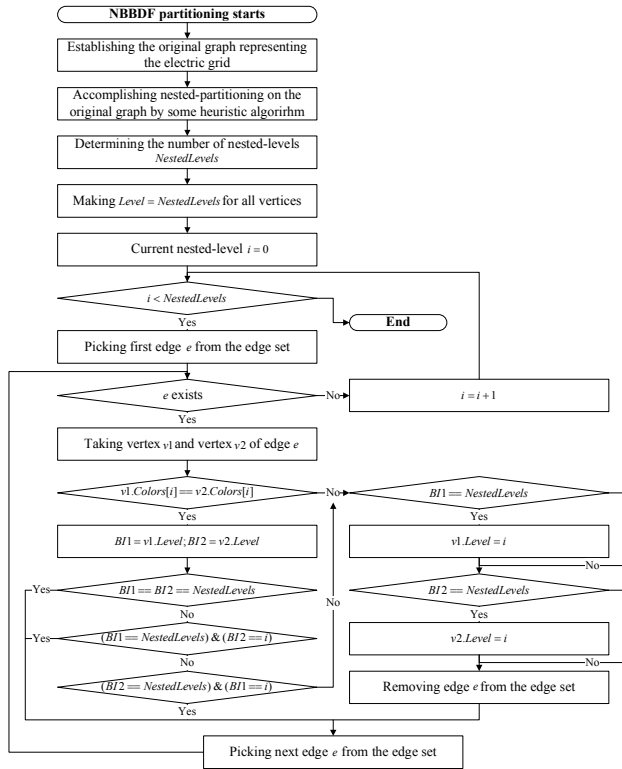 NBBDF partitioning starts
Establishing the original graph representing
the electric grid
Accomplishing nested-partitioning on the
original graph by some heuristic algorirhm
Determining the number of nested-levels
NestedLevels
Making Level = NestedLevels for all vertices
Current nested-level i = 0
i < NestedLevels
Yes
End
Picking first edge e from the edge set
e exists
No
i = i + 1
Yes
Taking vertex v1 and vertex v2 of edge e
v1.Colors[i] == v2.Colors[i]
No
BI1 == NestedLevels
Yes
Yes
BI1 = v1.Level; BI2 = v2.Level
v1.Level = i
No
Yes
BI1 == BI2 == NestedLevels
No
BI2 == NestedLevels
No
Yes
Yes
(BI1 == NestedLevels) & (BI2 == i)
v2.Level = i
No
No
(BI2 == NestedLevels) & (BI1 == i)
Removing edge e from the edge set
Yes
Picking next edge e from the edge set